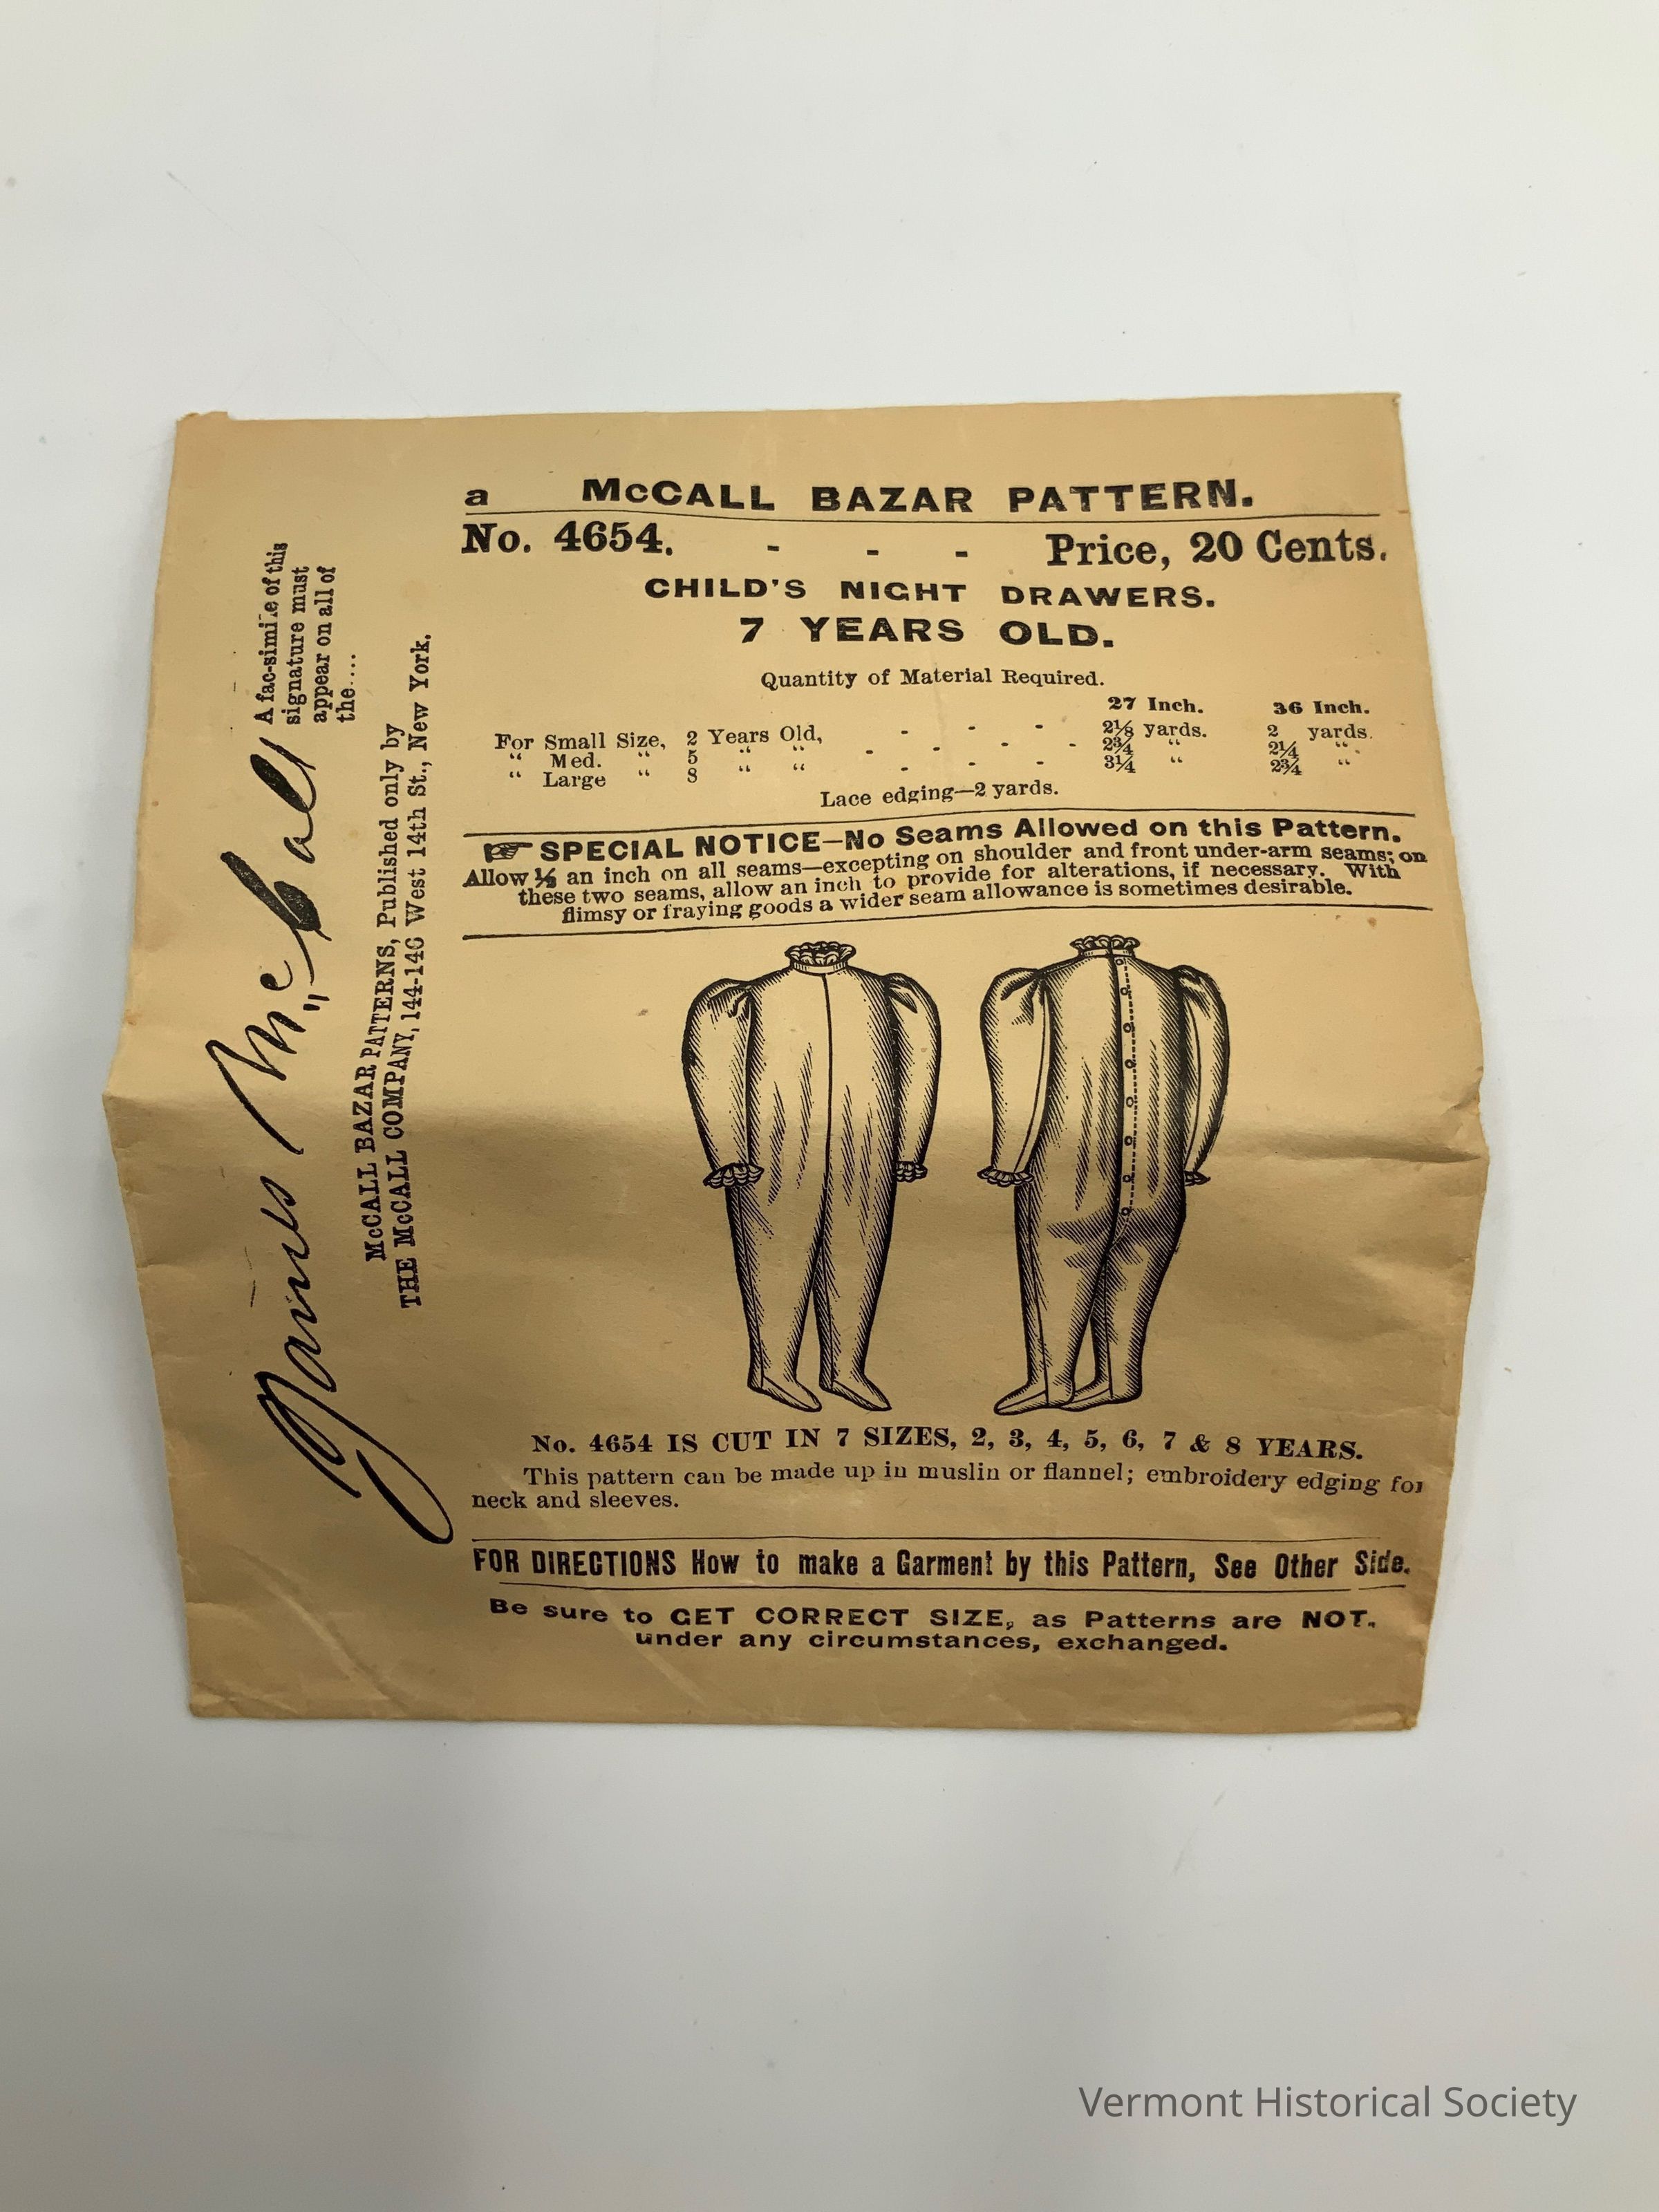 a McCALL BAZAR PATTERN.
No. 4654. - - - Price, 20 Cents.
CHILD'S NIGHT DRAWERS.
7 YEARS OLD.
Quantity of Material Required.
27 Inch. 36 Inch.
For Small Size, 2 Years Old, - - - 2⅛ yards. 2 yards.
“ Med. “ 5 “ “ - - - - 2¾ “ 2¼ “
“ Large “ 8 “ “ - - - 3¼ “ 2¾ “
Lace edging—2 yards.
☞ SPECIAL NOTICE—No Seams Allowed on this Pattern.
Allow ½ an inch on all seams—excepting on shoulder and front under-arm seams; on
these two seams, allow an inch to provide for alterations, if necessary. With
flimsy or fraying goods a wider seam allowance is sometimes desirable.
No. 4654 IS CUT IN 7 SIZES, 2, 3, 4, 5, 6, 7 & 8 YEARS.
This pattern can be made up in muslin or flannel; embroidery edging for
neck and sleeves.
FOR DIRECTIONS How to make a Garment by this Pattern, See Other Side.
Be sure to GET CORRECT SIZE, as Patterns are NOT,
under any circumstances, exchanged.
James McCall
A fac-simile of this
signature must
appear on all of
the....
McCALL BAZAR PATTERNS, Published only by
THE McCALL COMPANY, 144-146 West 14th St., New York.
Vermont Historical Society